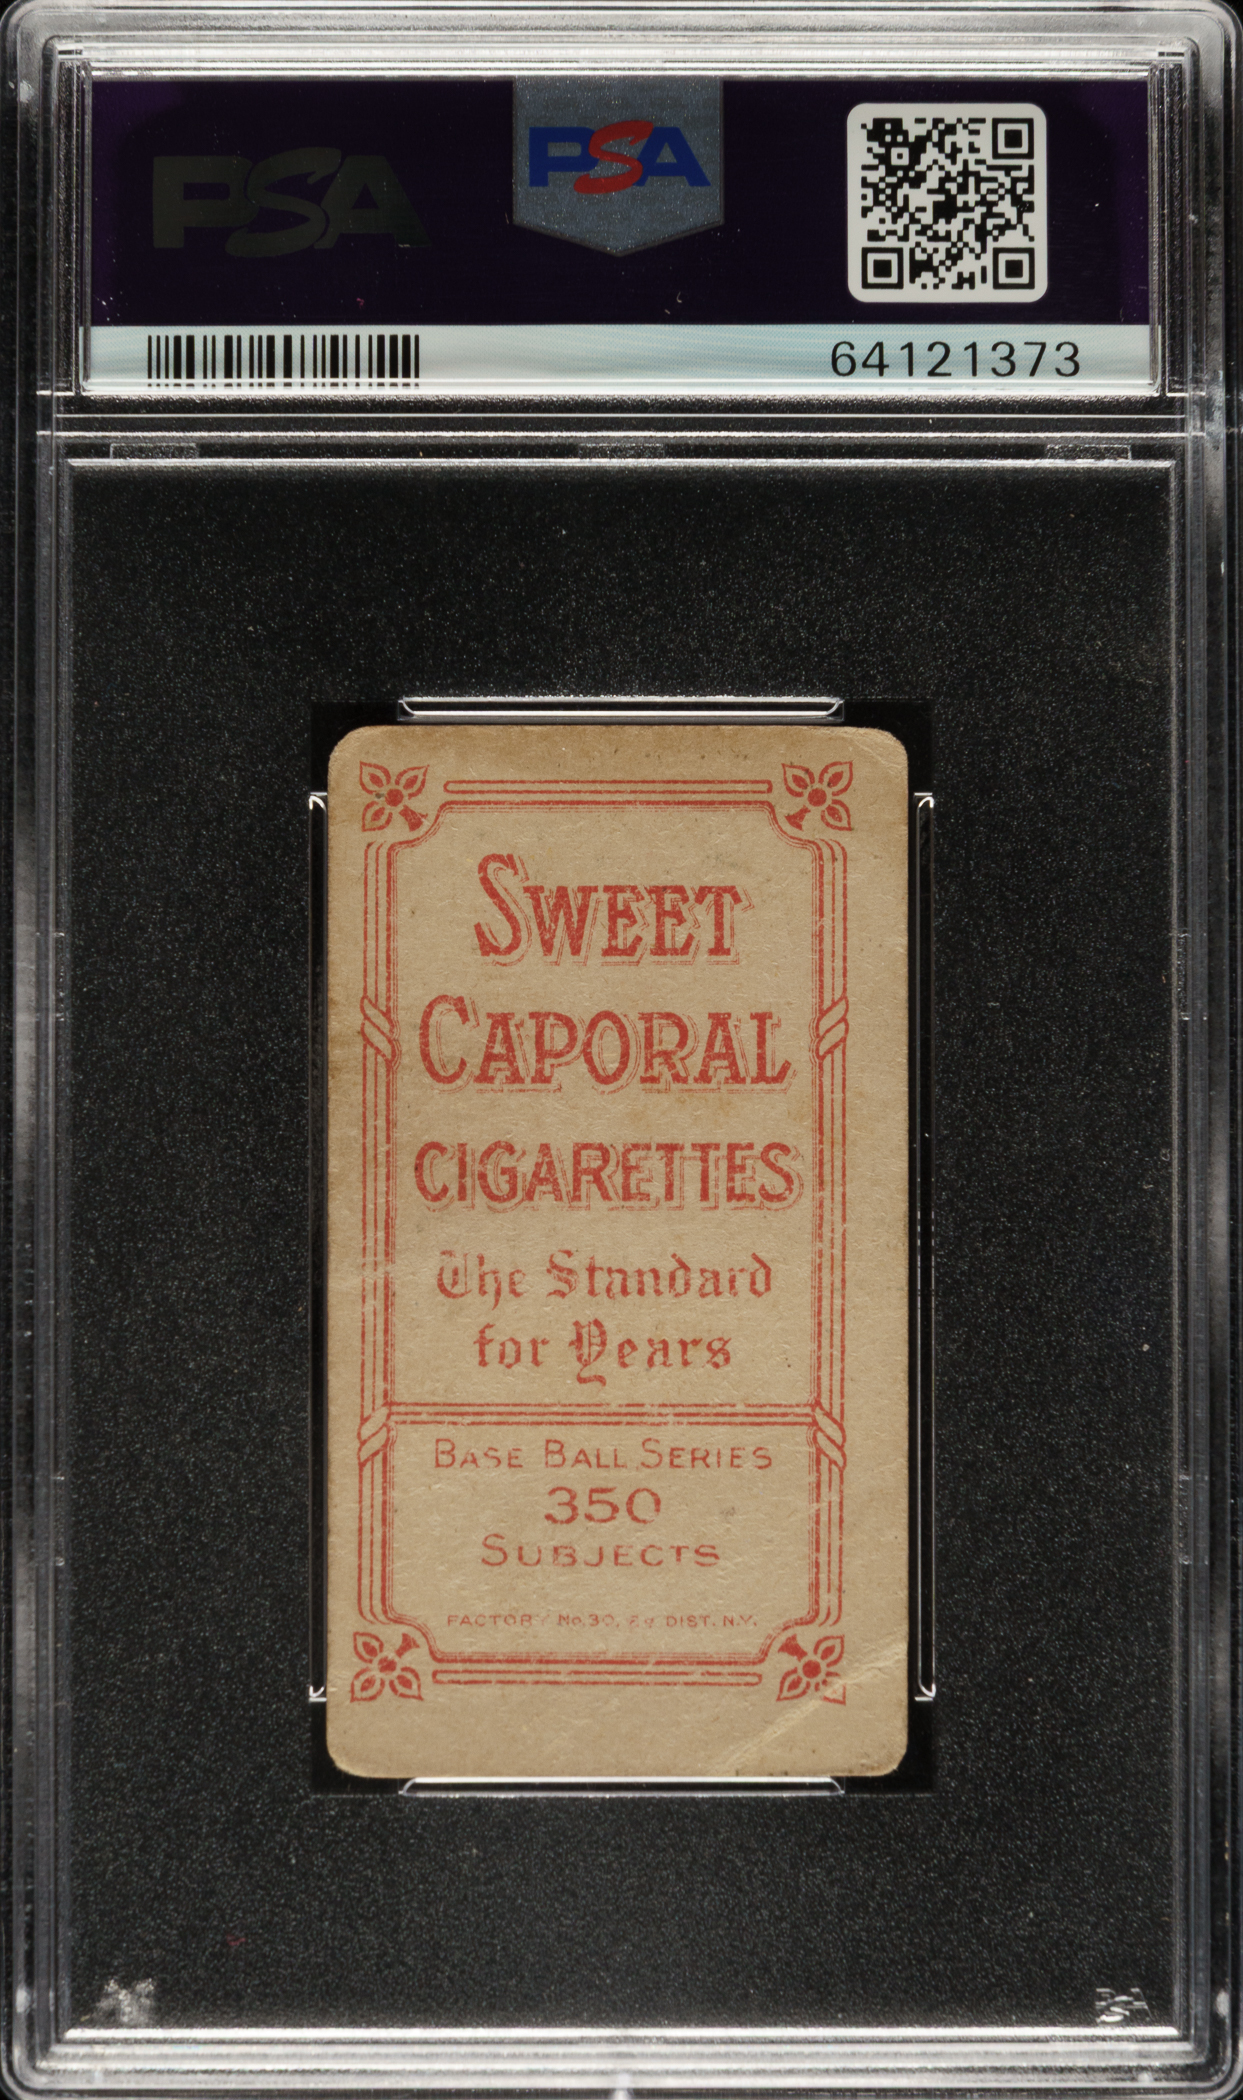 PSA
PSA
64121373
SWEET
CAPORAL
CIGARETTES
The Standard
for Years
BASE BALL SERIES
350
SUBJECTS
FACTORY No. 30, 2d DIST. N.Y.
PSA